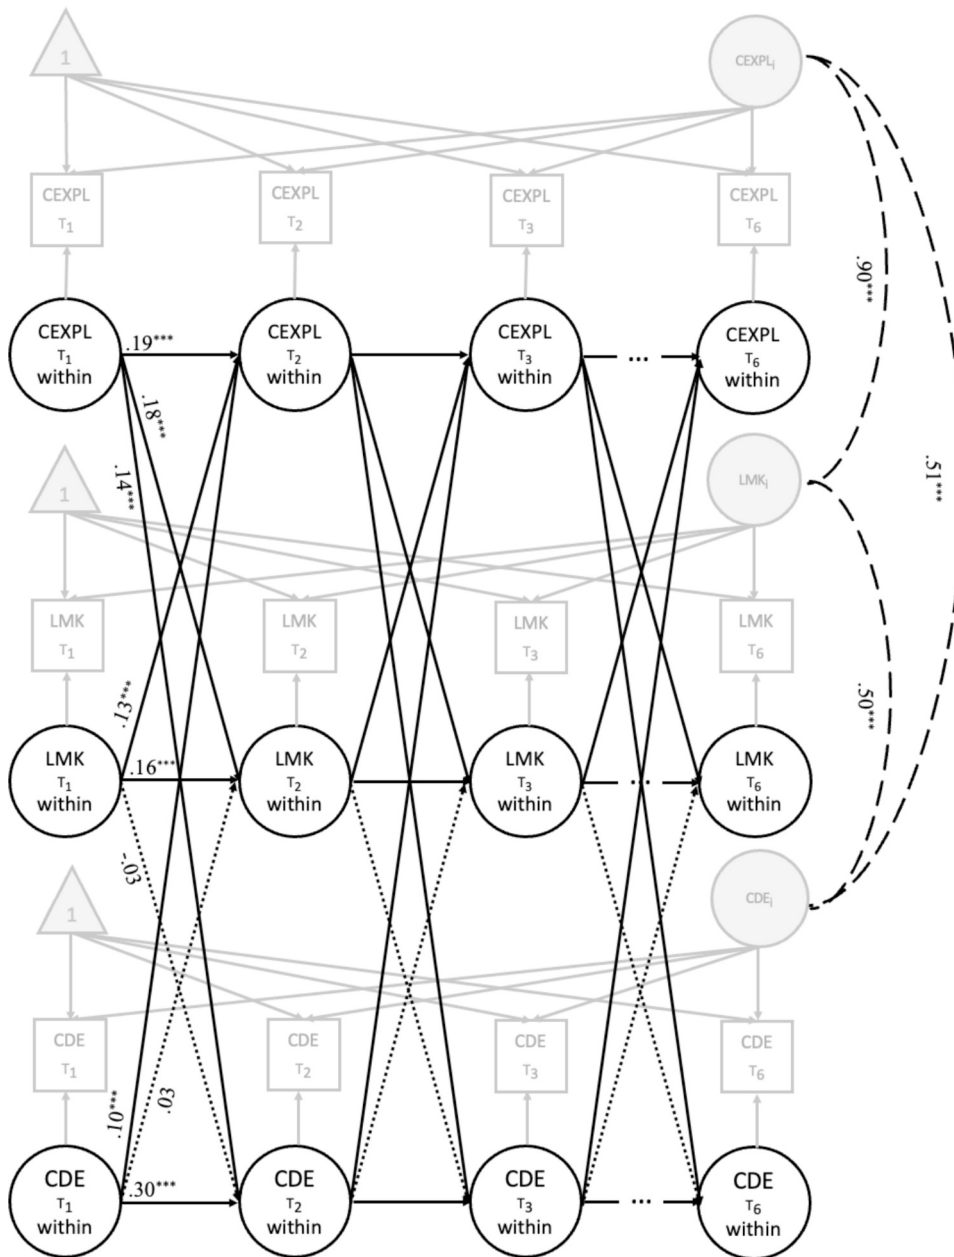 1
CEXPLi
CEXPL
T1
CEXPL
T2
CEXPL
T3
CEXPL
T6
.90***
.51***
CEXPL
T1
within
.19***
CEXPL
T2
within
CEXPL
T3
within
...
CEXPL
T6
within
.18***
.14***
1
LMKi
LMK
T1
LMK
T2
LMK
T3
LMK
T6
.50***
.13***
LMK
T1
within
.16***
LMK
T2
within
LMK
T3
within
...
LMK
T6
within
-.03
1
CDEi
CDE
T1
CDE
T2
CDE
T3
CDE
T6
.10***
.03
CDE
T1
within
.30***
CDE
T2
within
CDE
T3
within
...
CDE
T6
within